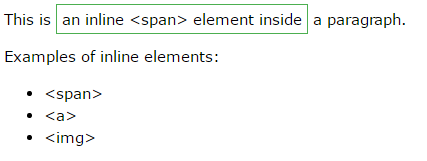 This is an inline <span> element inside a paragraph.
Examples of inline elements:
<span>
<a>
<img>